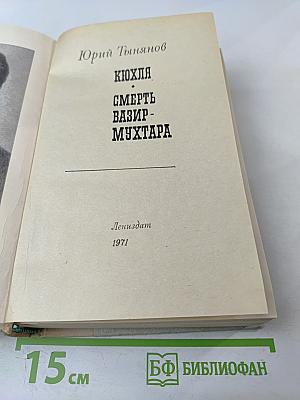 Юрий Тынянов
КЮХЛЯ
•
СМЕРТЬ
ВАЗИР-
МУХТАРА
Лениздат
1971
15 см
БФ БИБЛИОФАН